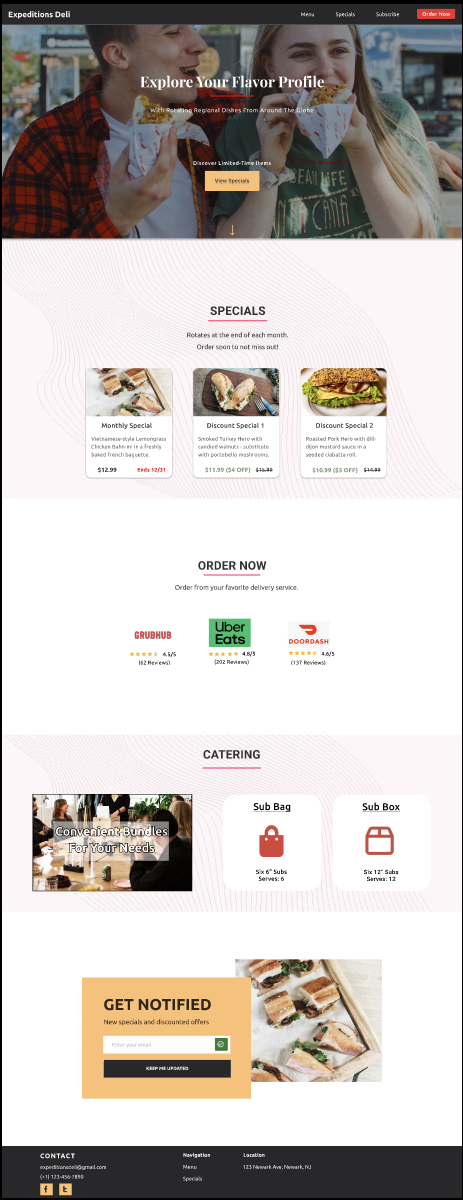 Expeditions Deli
Menu
Specials
Subscribe
Order Now
Explore Your Flavor Profile
With Rotating Regional Dishes From Around The Globe
Discover Limited-Time Items
View Specials
SPECIALS
Rotates at the end of each month.
Order soon to not miss out!
Monthly Special
Vietnamese-style Lemongrass
Chicken Bahn-mi in a freshly
baked french baguette.
$12.99
Ends 12/31
Discount Special 1
Smoked Turkey Hero with
candied walnuts - substitute
with portobello mushrooms.
$11.99 ($4 OFF)
$15.99
Discount Special 2
Roasted Pork Hero with dill-
dijon mustard sauce in a
seeded ciabatta roll.
$10.99 ($3 OFF)
$14.99
ORDER NOW
Order from your favorite delivery service.
GRUBHUB
4.5/5
(62 Reviews)
Uber
Eats
4.8/5
(202 Reviews)
DOORDASH
4.6/5
(137 Reviews)
CATERING
Convenient Bundles
For Your Needs
Sub Bag
Six 6" Subs
Serves: 6
Sub Box
Six 12" Subs
Serves: 12
GET NOTIFIED
New specials and discounted offers
Enter your email
KEEP ME UPDATED
CONTACT
expeditionsdeli@gmail.com
(+1) 123-456-7890
Navigation
Menu
Specials
Location
123 Newark Ave, Newark, NJ